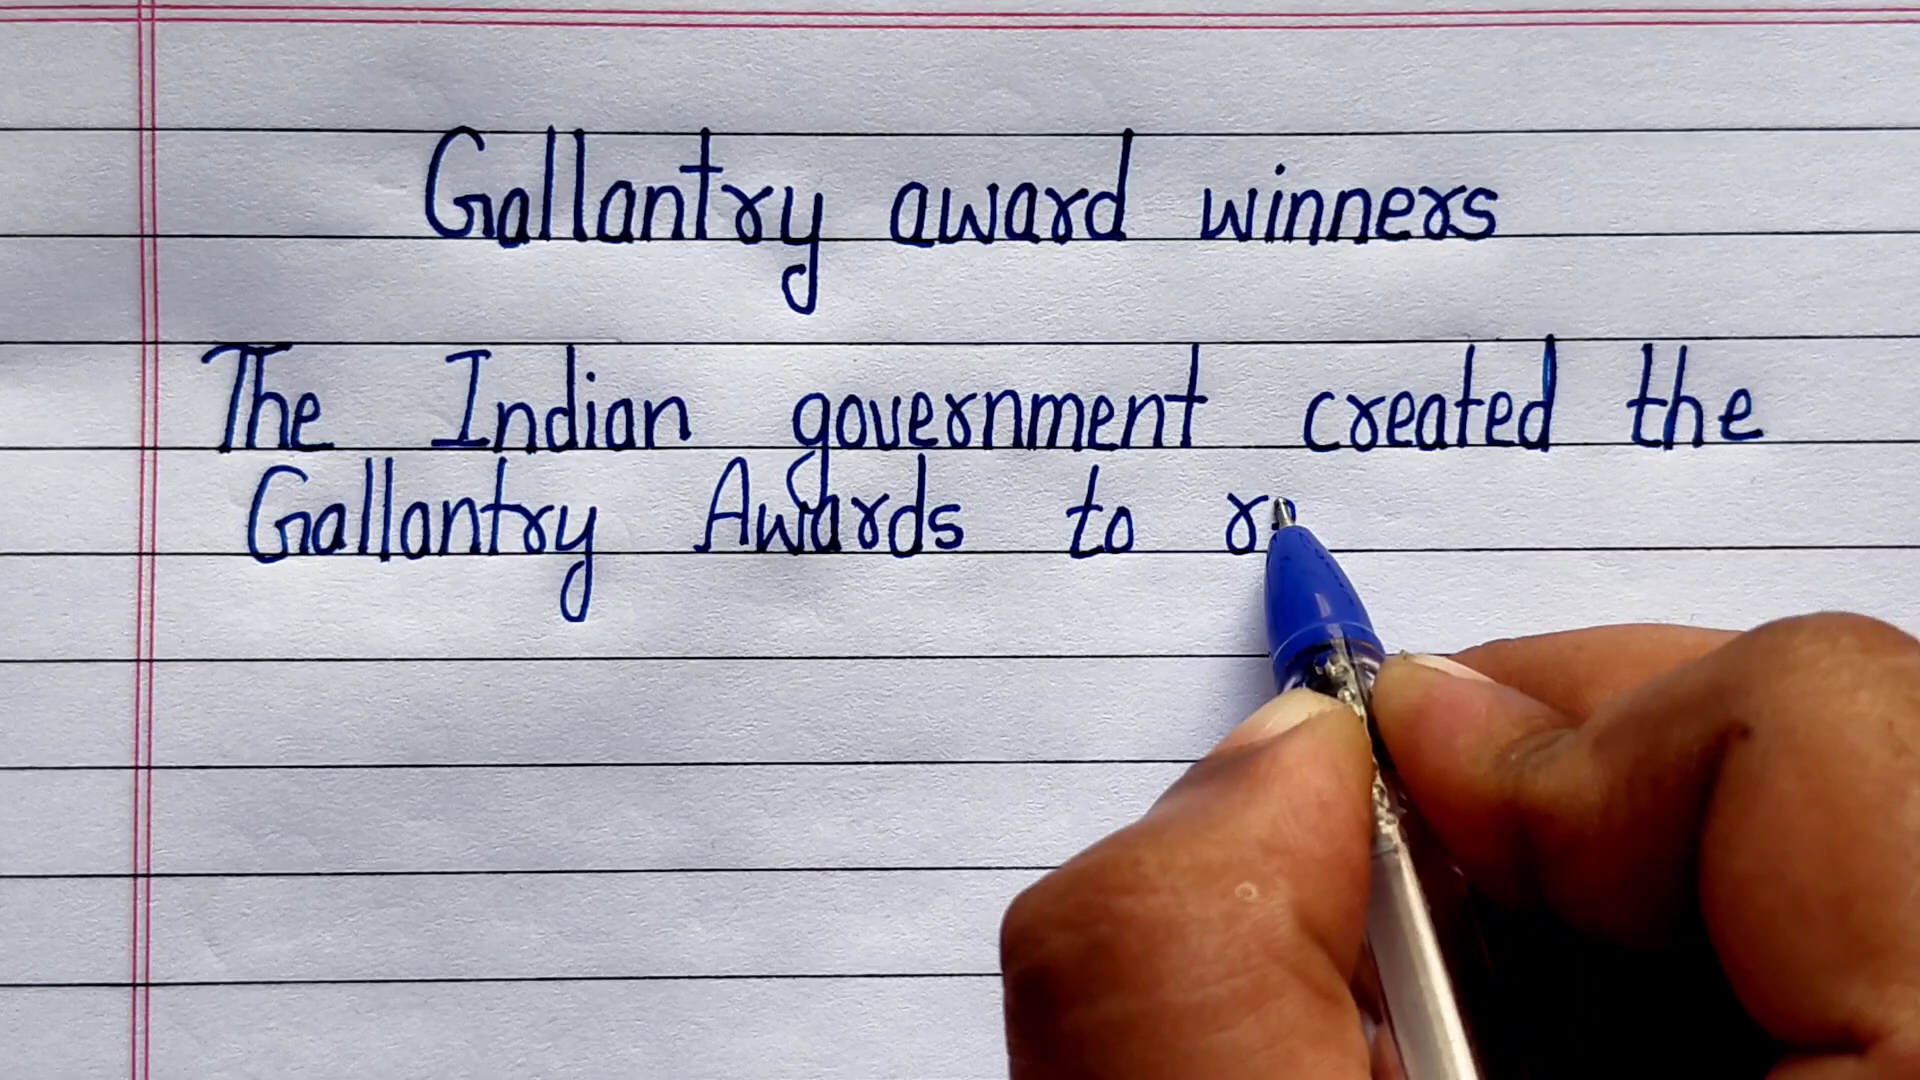 Gallantry award winners
The Indian government created the
Gallantry Awards to